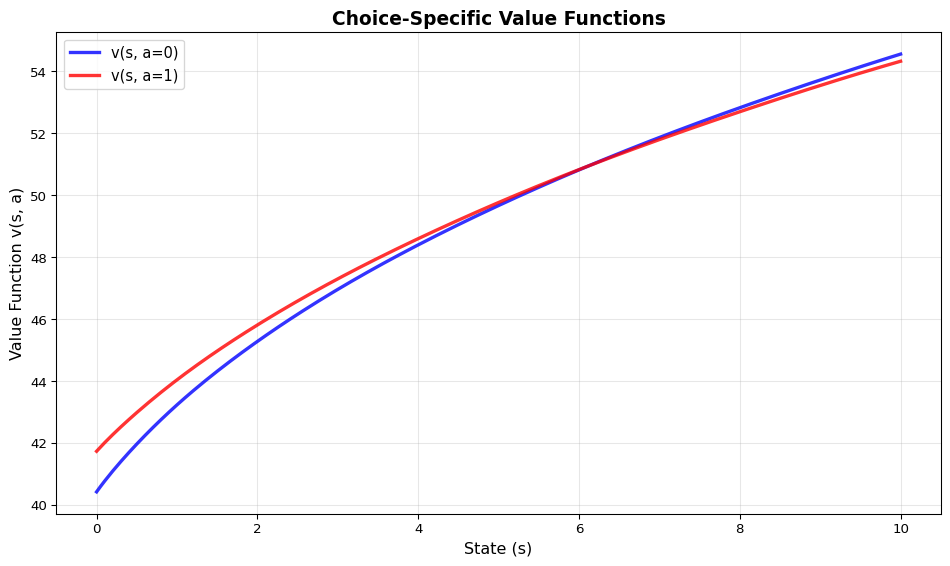 Choice-Specific Value Functions
v(s, a=0)
v(s, a=1)
Value Function v(s, a)
54
52
50
48
46
44
42
40
0 2 4 6 8 10
State (s)